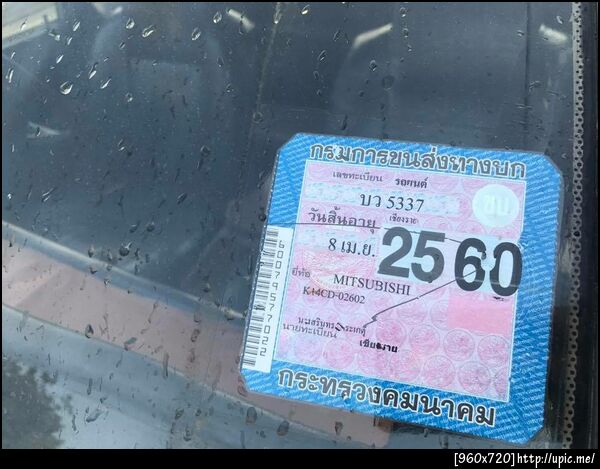 กรมการขนส่งทางบก
เลขทะเบียน รถยนต์
บว 5337
ขบ
วันสิ้นอายุ เชียงราย
8 เม.ย. 2560
ยี่ห้อ MITSUBISHI
K14CD-02602
นายทะเบียน
เชียงราย
กระทรวงคมนาคม
[960x720]http://upic.me/